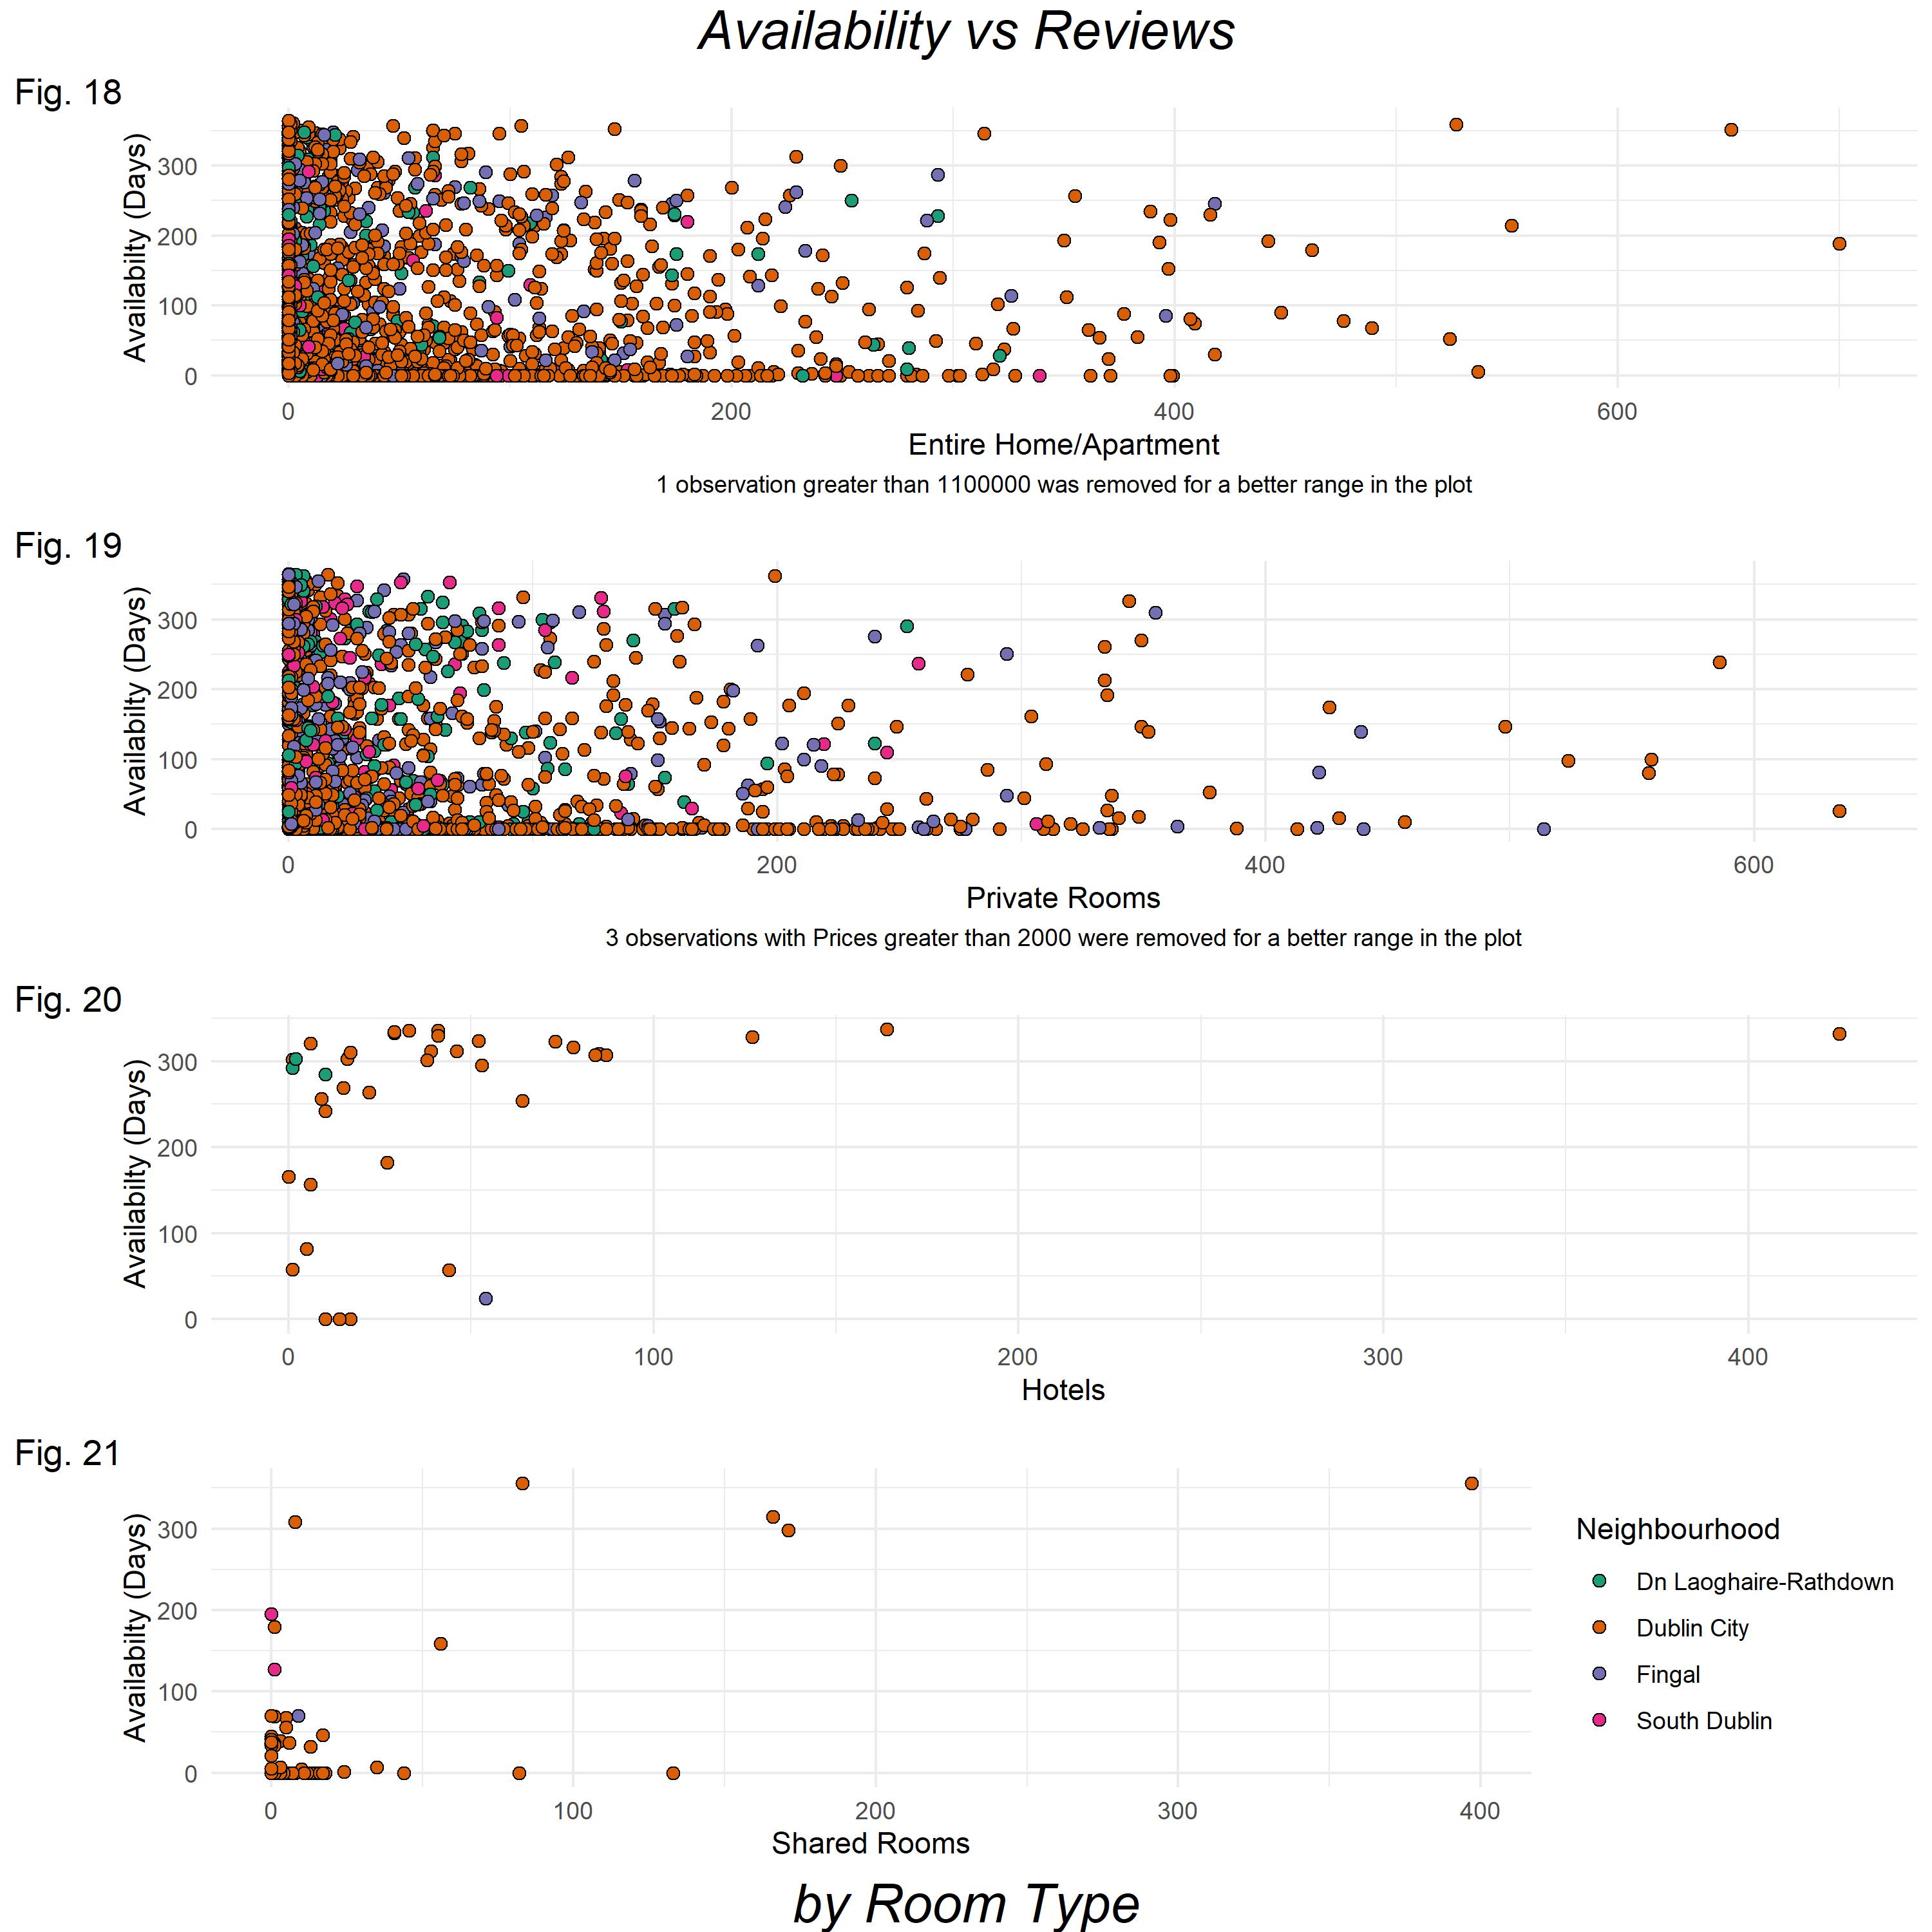 Availability vs Reviews
Fig. 18
Availabilty (Days)
300
200
100
0
0 200 400 600
Entire Home/Apartment
1 observation greater than 1100000 was removed for a better range in the plot
Fig. 19
Availabilty (Days)
300
200
100
0
0 200 400 600
Private Rooms
3 observations with Prices greater than 2000 were removed for a better range in the plot
Fig. 20
Availabilty (Days)
300
200
100
0
0 100 200 300 400
Hotels
Fig. 21
Availabilty (Days)
300
200
100
0
0 100 200 300 400
Shared Rooms
Neighbourhood
Dn Laoghaire-Rathdown
Dublin City
Fingal
South Dublin
by Room Type